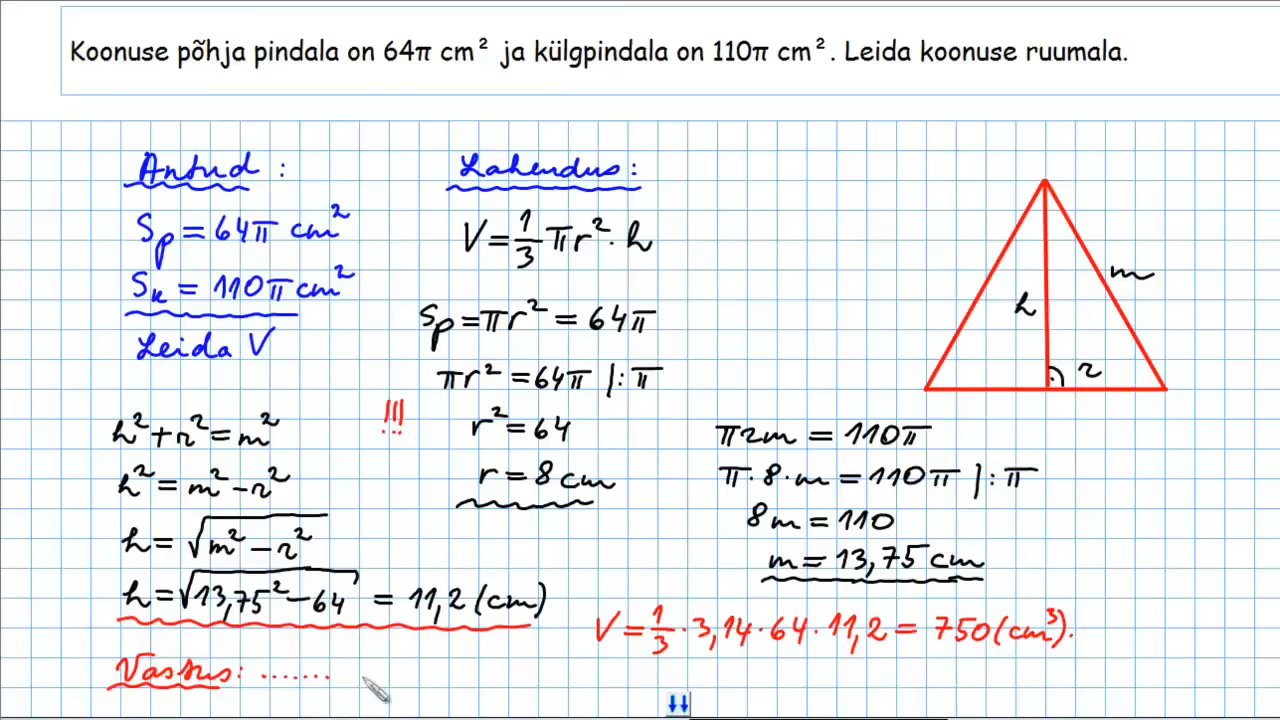 Koonuse põhja pindala on 64π cm² ja külgpindala on 110π cm². Leida koonuse ruumala.
Antud :
Sp = 64π cm²
Sk = 110π cm²
Leida V
Lahendus :
V = 1/3 πr² · h
Sp = πr² = 64π
πr² = 64π |: π
r² = 64
r = 8 cm
h
m
r
πrm = 110π
π · 8 · m = 110π |: π
8m = 110
m = 13,75 cm
!!!
h² + r² = m²
h² = m² − r²
h = √(m² − r²)
h = √(13,75² − 64) = 11,2 (cm)
V = 1/3 · 3,14 · 64 · 11,2 = 750 (cm³).
Vastus: .......